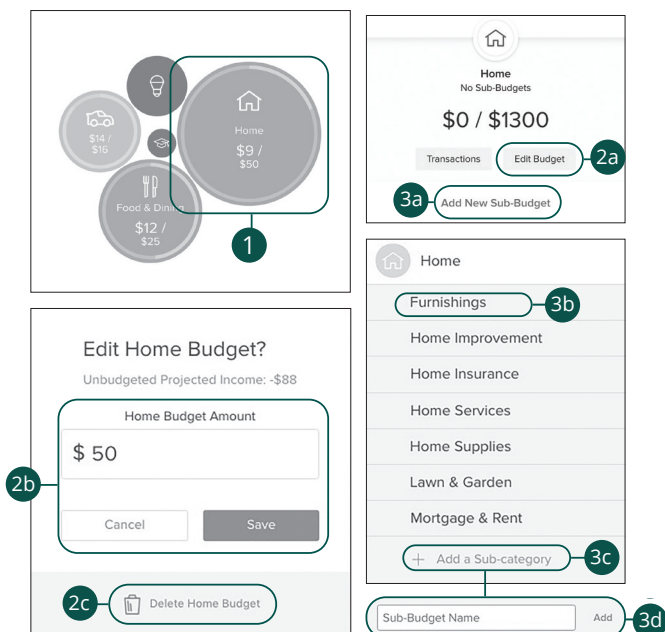 $14 /
$16
Home
$9 /
$50
Food & Dining
$12 /
$25
1
Home
No Sub-Budgets
$0 / $1300
Transactions
Edit Budget
2a
3a
Add New Sub-Budget
Edit Home Budget?
Unbudgeted Projected Income: -$88
Home Budget Amount
$ 50
2b
Cancel
Save
2c
Delete Home Budget
Home
Furnishings
3b
Home Improvement
Home Insurance
Home Services
Home Supplies
Lawn & Garden
Mortgage & Rent
+ Add a Sub-category
3c
Sub-Budget Name
Add
3d